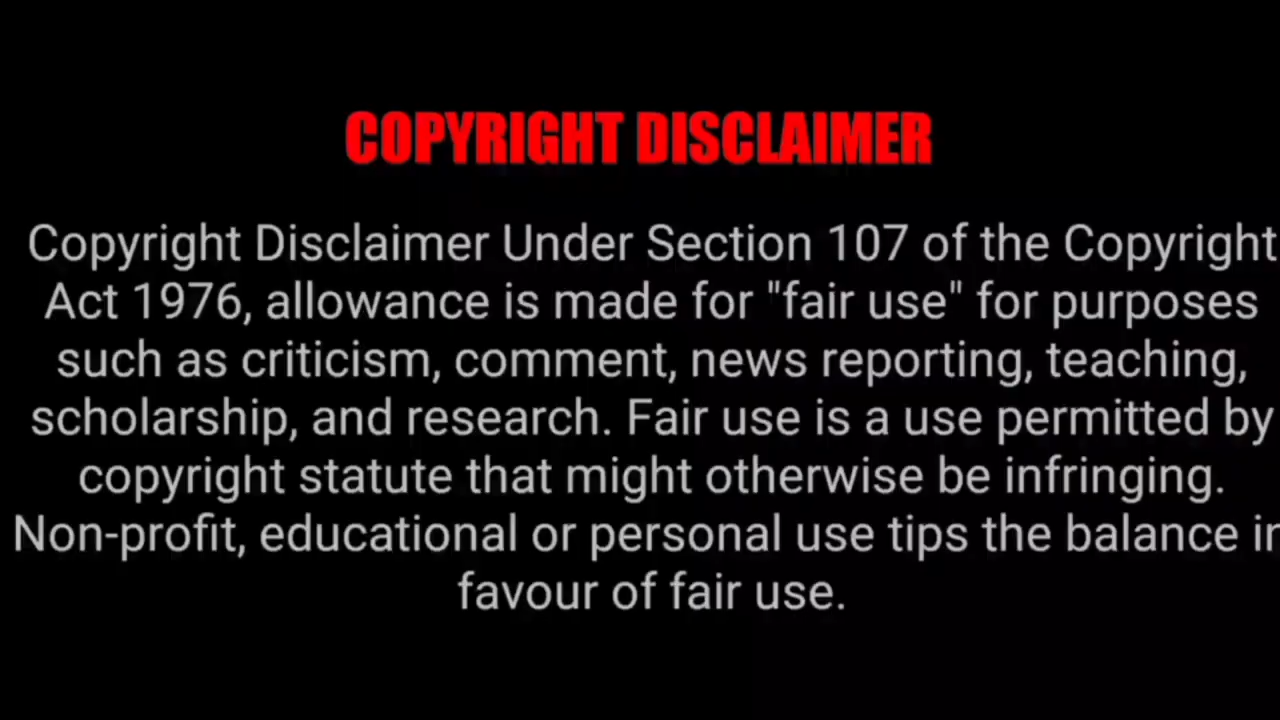 COPYRIGHT DISCLAIMER
Copyright Disclaimer Under Section 107 of the Copyright
Act 1976, allowance is made for "fair use" for purposes
such as criticism, comment, news reporting, teaching,
scholarship, and research. Fair use is a use permitted by
copyright statute that might otherwise be infringing.
Non-profit, educational or personal use tips the balance in
favour of fair use.